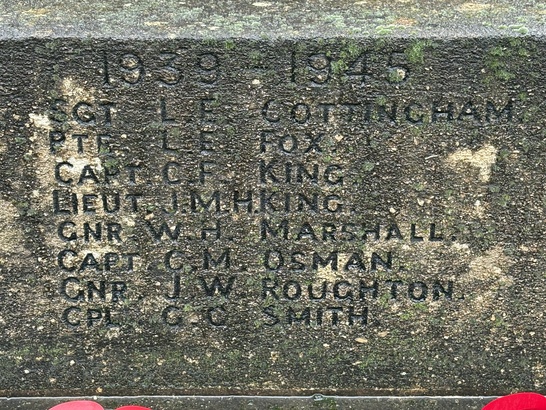 1939 - 1945
SGT L.E. COTTINGHAM.
PTE. L.E. FOX.
CAPT C.F. KING.
LIEUT. J.M.H. KING.
GNR. W.H. MARSHALL.
CAPT. C.M. OSMAN.
GNR. J.W. ROUGHTON.
CPL. G.C. SMITH.